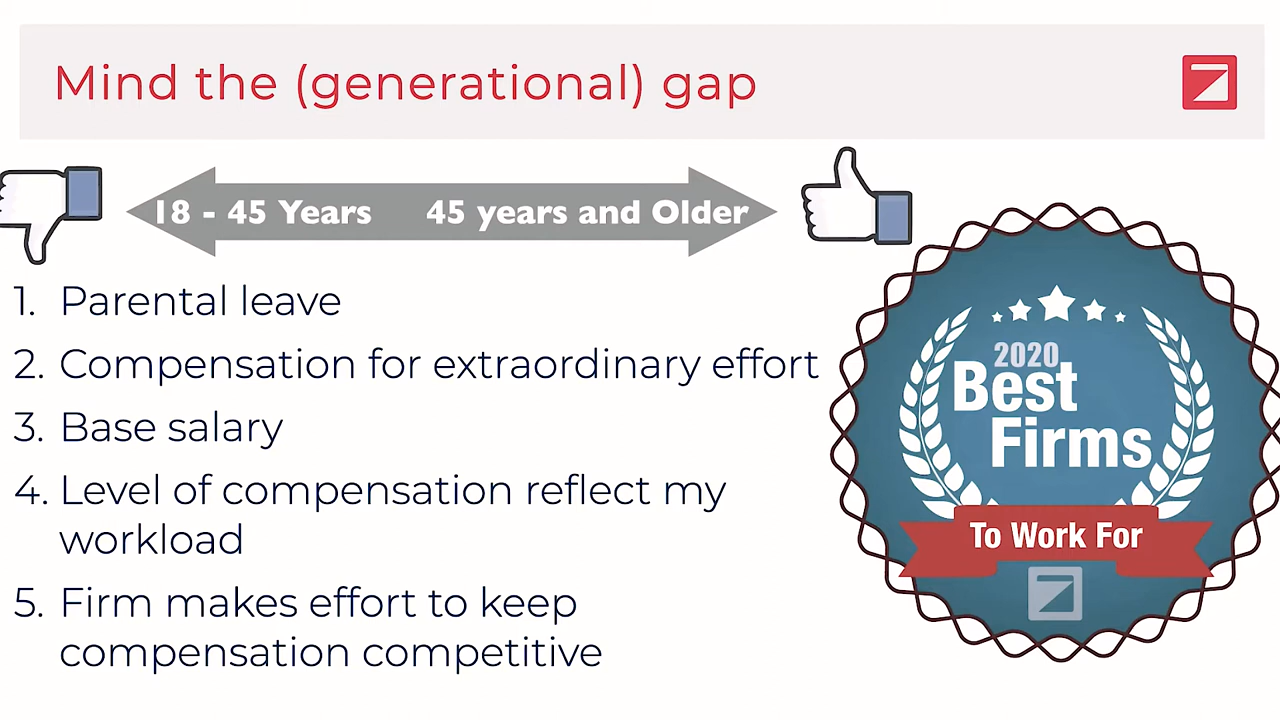 Mind the (generational) gap
18 - 45 Years 45 years and Older
1. Parental leave
2. Compensation for extraordinary effort
3. Base salary
4. Level of compensation reflect my
workload
5. Firm makes effort to keep
compensation competitive
2020
Best
Firms
To Work For